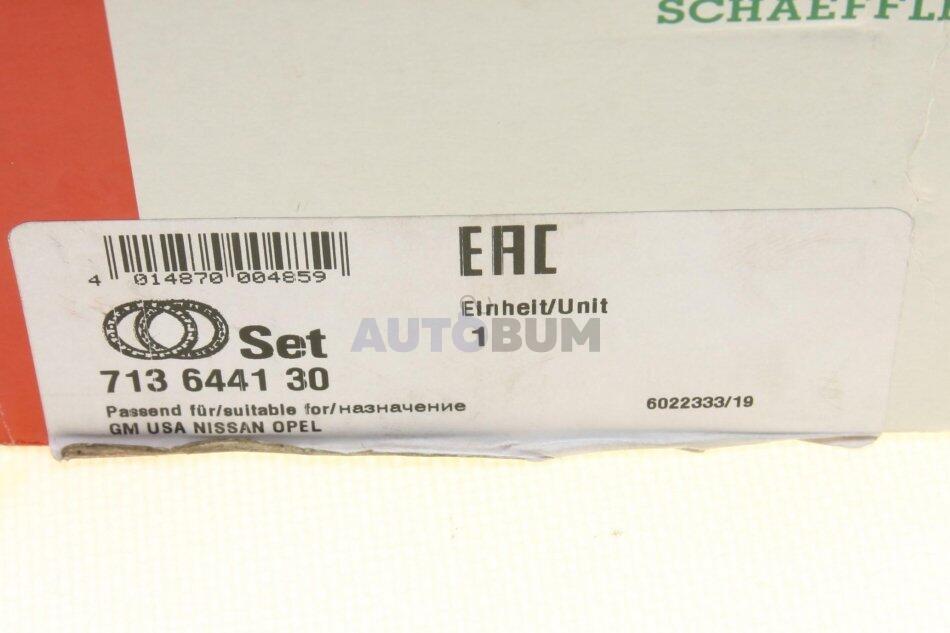 SCHAEFFL
EAC
4 014870 004859
Einheit/Unit
1
Set
713 6441 30
Passend für/suitable for/назначение
GM USA NISSAN OPEL
6022333/19
AUTOBUM